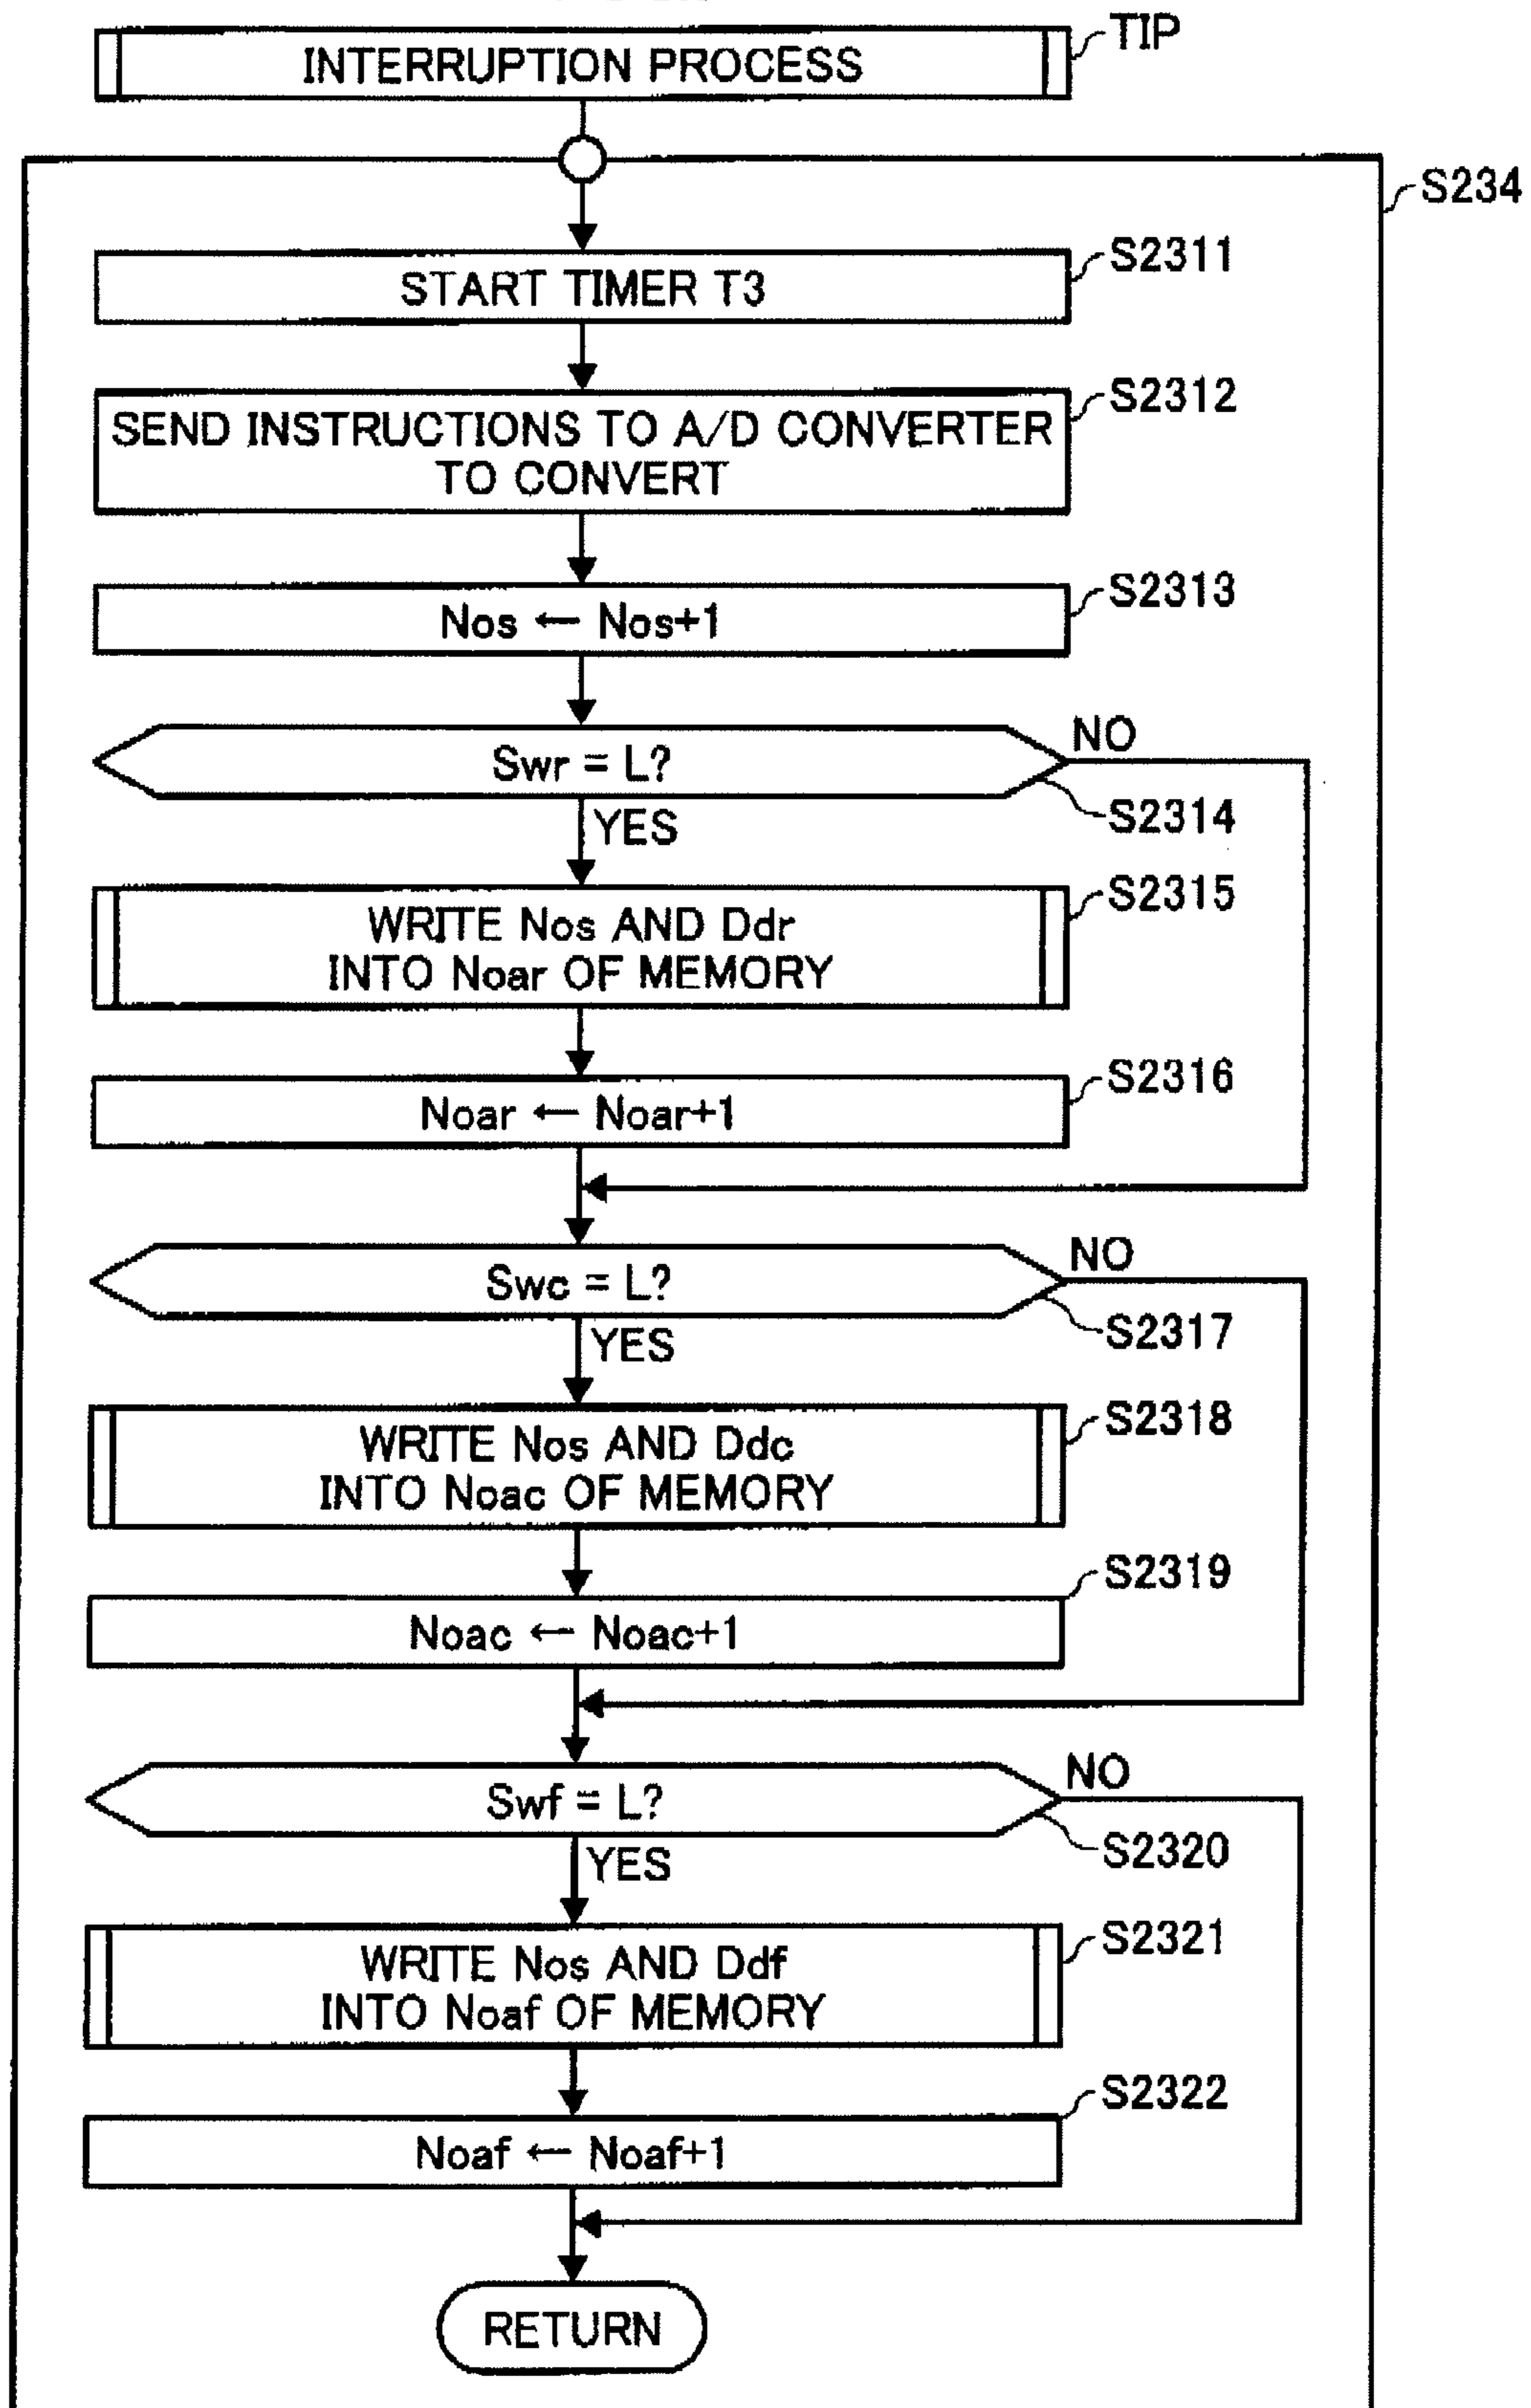 INTERRUPTION PROCESS
TIP
S234
START TIMER T3
S2311
SEND INSTRUCTIONS TO A/D CONVERTER
TO CONVERT
S2312
Nos ← Nos+1
S2313
Swr = L?
NO
S2314
YES
WRITE Nos AND Ddr
INTO Noar OF MEMORY
S2315
Noar ← Noar+1
S2316
Swc = L?
NO
S2317
YES
WRITE Nos AND Ddc
INTO Noac OF MEMORY
S2318
Noac ← Noac+1
S2319
Swf = L?
NO
S2320
YES
WRITE Nos AND Ddf
INTO Noaf OF MEMORY
S2321
Noaf ← Noaf+1
S2322
RETURN